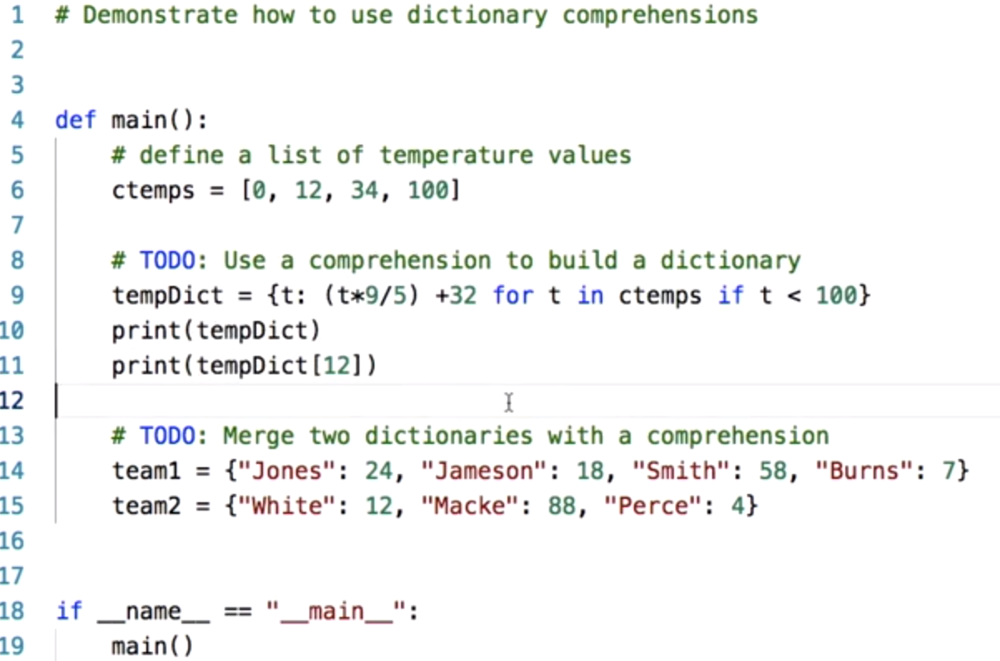 1 # Demonstrate how to use dictionary comprehensions
2
3
4 def main():
5     # define a list of temperature values
6     ctemps = [0, 12, 34, 100]
7
8     # TODO: Use a comprehension to build a dictionary
9     tempDict = {t: (t*9/5) +32 for t in ctemps if t < 100}
10     print(tempDict)
11     print(tempDict[12])
12
13     # TODO: Merge two dictionaries with a comprehension
14     team1 = {"Jones": 24, "Jameson": 18, "Smith": 58, "Burns": 7}
15     team2 = {"White": 12, "Macke": 88, "Perce": 4}
16
17
18 if __name__ == "__main__":
19     main()